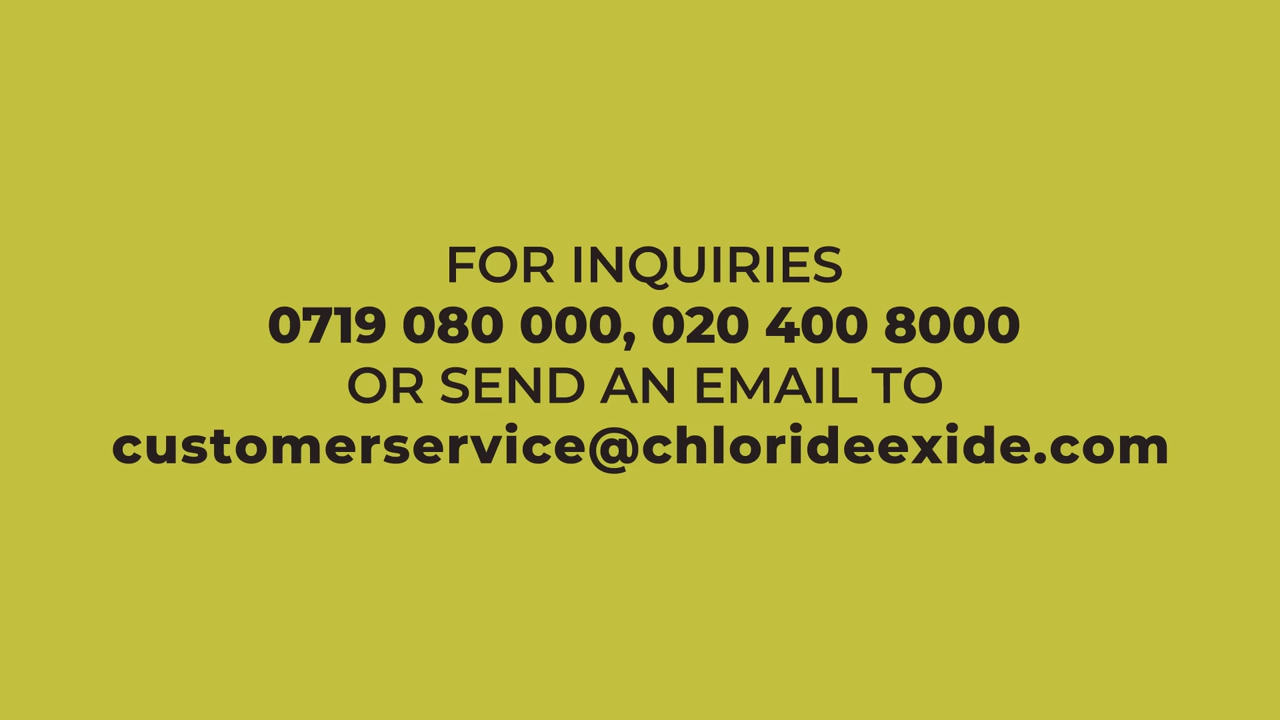 FOR INQUIRIES
0719 080 000, 020 400 8000
OR SEND AN EMAIL TO
customerservice@chlorideexide.com